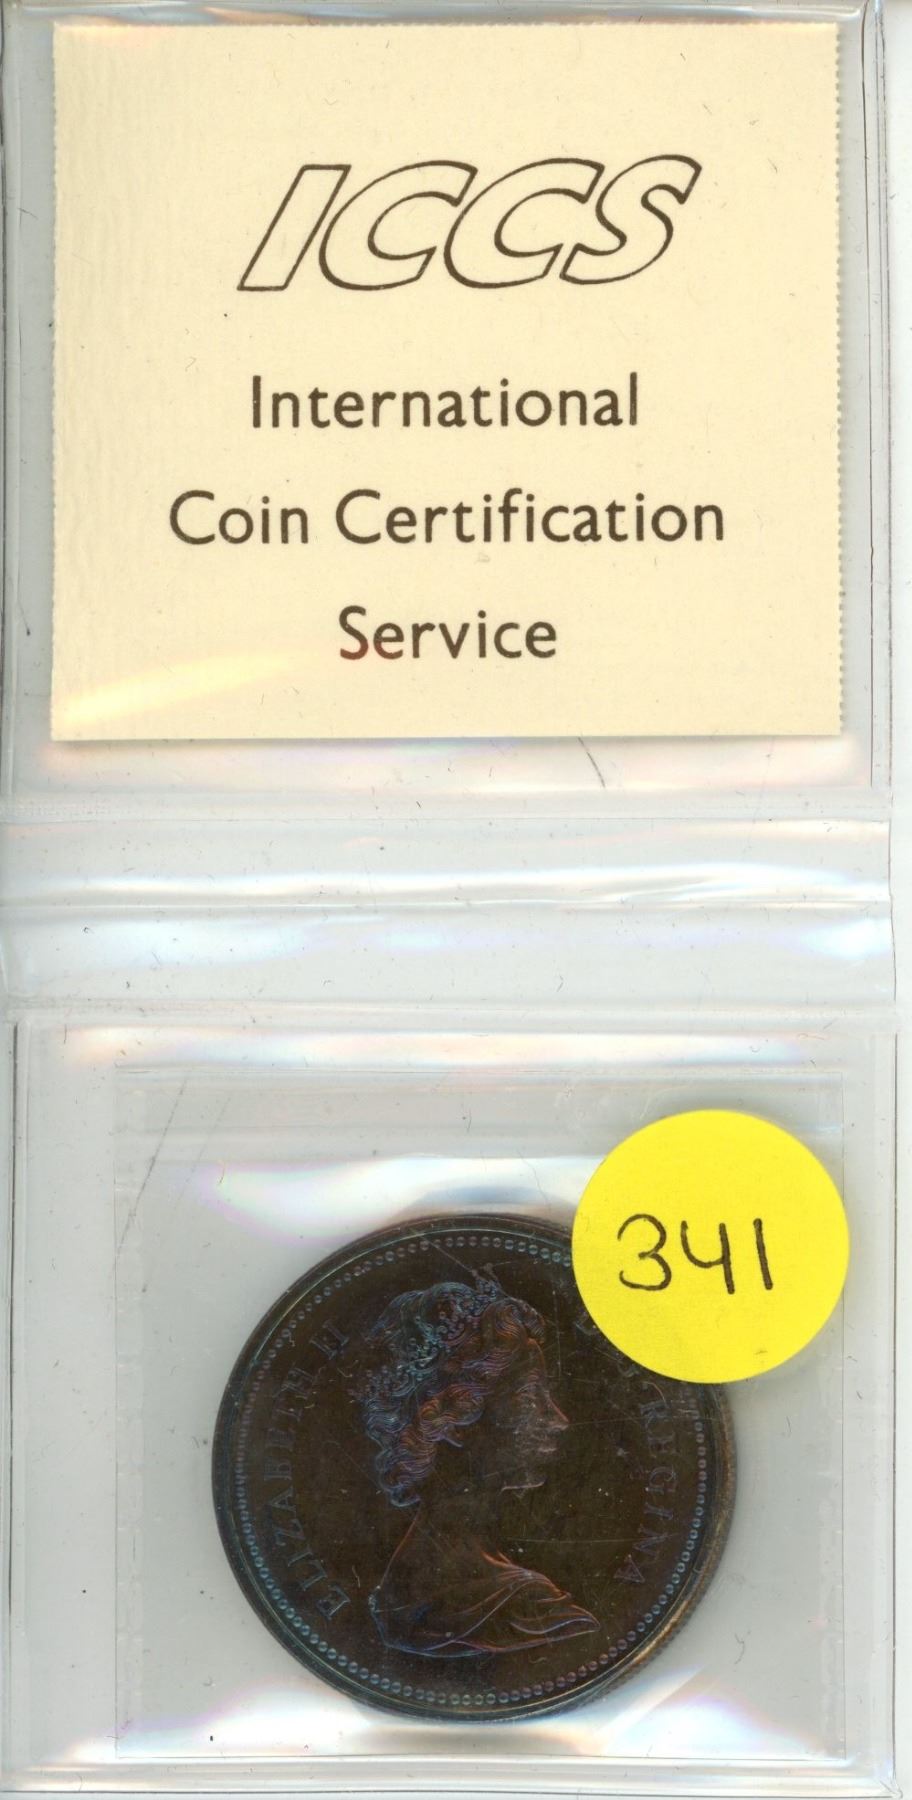 ICCS
International
Coin Certification
Service
341
ELIZABETH II
REGINA